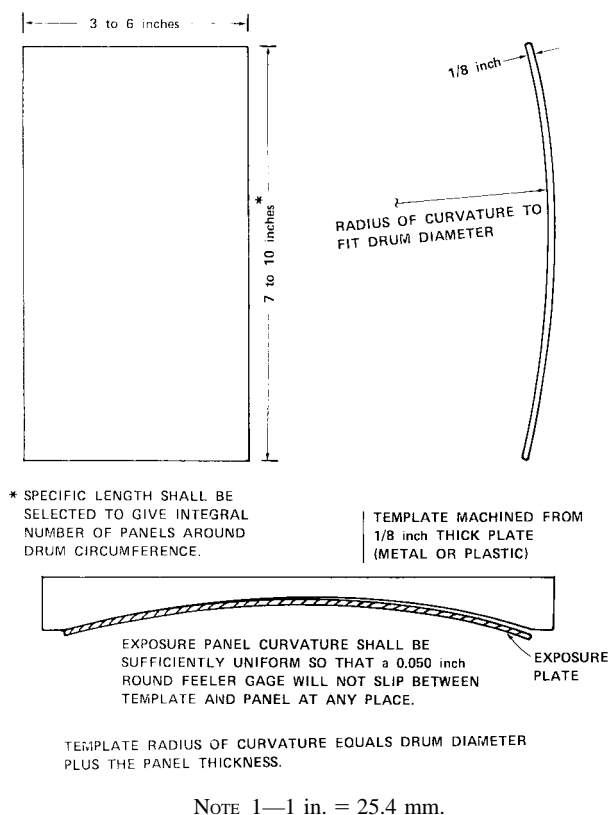 3 to 6 inches
1/8 inch
*
7 to 10 inches
RADIUS OF CURVATURE TO
FIT DRUM DIAMETER
* SPECIFIC LENGTH SHALL BE
SELECTED TO GIVE INTEGRAL
NUMBER OF PANELS AROUND
DRUM CIRCUMFERENCE.
TEMPLATE MACHINED FROM
1/8 inch THICK PLATE
(METAL OR PLASTIC)
EXPOSURE PANEL CURVATURE SHALL BE
SUFFICIENTLY UNIFORM SO THAT a 0.050 inch
ROUND FEELER GAGE WILL NOT SLIP BETWEEN
TEMPLATE AND PANEL AT ANY PLACE.
EXPOSURE
PLATE
TEMPLATE RADIUS OF CURVATURE EQUALS DRUM DIAMETER
PLUS THE PANEL THICKNESS.
NOTE 1—1 in. = 25.4 mm.